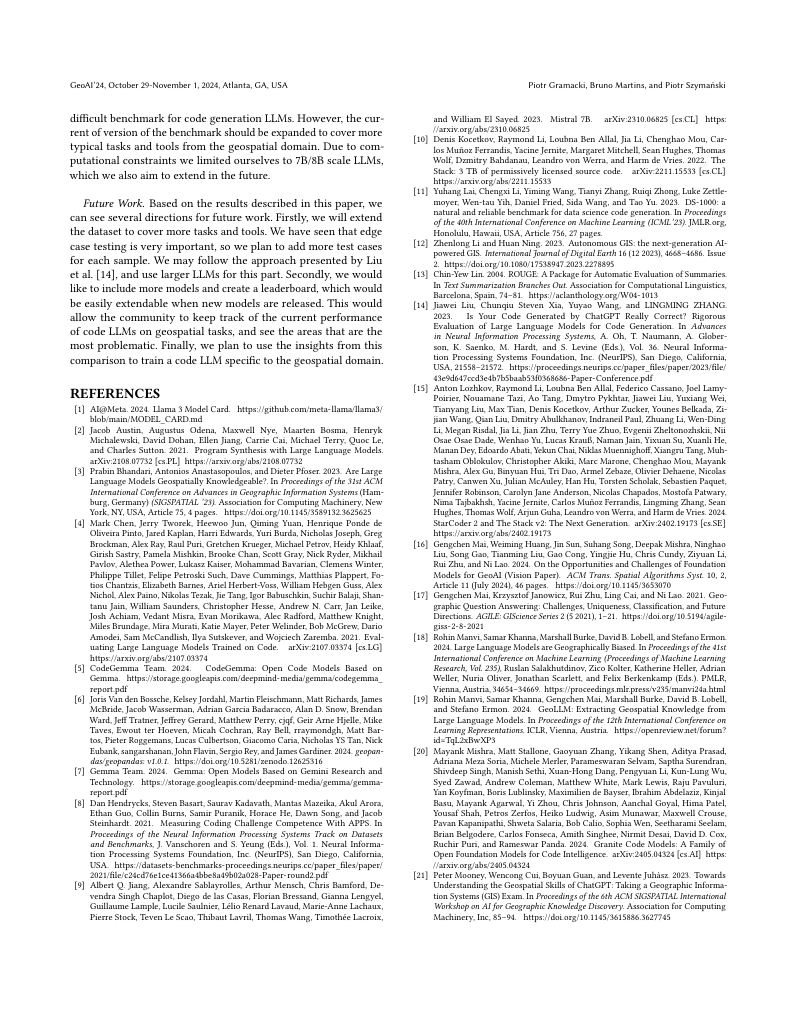 GeoAI'24, October 29-November 1, 2024, Atlanta, GA, USA
Piotr Gramacki, Bruno Martins, and Piotr Szymański
difficult benchmark for code generation LLMs. However, the cur-
rent of version of the benchmark should be expanded to cover more
typical tasks and tools from the geospatial domain. Due to com-
putational constraints we limited ourselves to 7B/8B scale LLMs,
which we also aim to extend in the future.
Future Work. Based on the results described in this paper, we
can see several directions for future work. Firstly, we will extend
the dataset to cover more tasks and tools. We have seen that edge
case testing is very important, so we plan to add more test cases
for each sample. We may follow the approach presented by Liu
et al. [14], and use larger LLMs for this part. Secondly, we would
like to include more models and create a leaderboard, which would
be easily extendable when new models are released. This would
allow the community to keep track of the current performance
of code LLMs on geospatial tasks, and see the areas that are the
most problematic. Finally, we plan to use the insights from this
comparison to train a code LLM specific to the geospatial domain.
REFERENCES
[1] AI@Meta. 2024. Llama 3 Model Card. https://github.com/meta-llama/llama3/
blob/main/MODEL_CARD.md
[2] Jacob Austin, Augustus Odena, Maxwell Nye, Maarten Bosma, Henryk
Michalewski, David Dohan, Ellen Jiang, Carrie Cai, Michael Terry, Quoc Le,
and Charles Sutton. 2021. Program Synthesis with Large Language Models.
arXiv:2108.07732 [cs.PL] https://arxiv.org/abs/2108.07732
[3] Prabin Bhandari, Antonios Anastasopoulos, and Dieter Pfoser. 2023. Are Large
Language Models Geospatially Knowledgeable?. In Proceedings of the 31st ACM
International Conference on Advances in Geographic Information Systems (Ham-
burg, Germany) (SIGSPATIAL '23). Association for Computing Machinery, New
York, NY, USA, Article 75, 4 pages. https://doi.org/10.1145/3589132.3625625
[4] Mark Chen, Jerry Tworek, Heewoo Jun, Qiming Yuan, Henrique Ponde de
Oliveira Pinto, Jared Kaplan, Harri Edwards, Yuri Burda, Nicholas Joseph, Greg
Brockman, Alex Ray, Raul Puri, Gretchen Krueger, Michael Petrov, Heidy Khlaaf,
Girish Sastry, Pamela Mishkin, Brooke Chan, Scott Gray, Nick Ryder, Mikhail
Pavlov, Alethea Power, Lukasz Kaiser, Mohammad Bavarian, Clemens Winter,
Philippe Tillet, Felipe Petroski Such, Dave Cummings, Matthias Plappert, Fo-
tios Chantzis, Elizabeth Barnes, Ariel Herbert-Voss, William Hebgen Guss, Alex
Nichol, Alex Paino, Nikolas Tezak, Jie Tang, Igor Babuschkin, Suchir Balaji, Shan-
tanu Jain, William Saunders, Christopher Hesse, Andrew N. Carr, Jan Leike,
Josh Achiam, Vedant Misra, Evan Morikawa, Alec Radford, Matthew Knight,
Miles Brundage, Mira Murati, Katie Mayer, Peter Welinder, Bob McGrew, Dario
Amodei, Sam McCandlish, Ilya Sutskever, and Wojciech Zaremba. 2021. Eval-
uating Large Language Models Trained on Code. arXiv:2107.03374 [cs.LG]
https://arxiv.org/abs/2107.03374
[5] CodeGemma Team. 2024. CodeGemma: Open Code Models Based on
Gemma. https://storage.googleapis.com/deepmind-media/gemma/codegemma_
report.pdf
[6] Joris Van den Bossche, Kelsey Jordahl, Martin Fleischmann, Matt Richards, James
McBride, Jacob Wasserman, Adrian Garcia Badaracco, Alan D. Snow, Brendan
Ward, Jeff Tratner, Jeffrey Gerard, Matthew Perry, cjqf, Geir Arne Hjelle, Mike
Taves, Ewout ter Hoeven, Micah Cochran, Ray Bell, rraymondgh, Matt Bar-
tos, Pieter Roggemans, Lucas Culbertson, Giacomo Caria, Nicholas YS Tan, Nick
Eubank, sangarshanan, John Flavin, Sergio Rey, and James Gardiner. 2024. geopan-
das/geopandas: v1.0.1. https://doi.org/10.5281/zenodo.12625316
[7] Gemma Team. 2024. Gemma: Open Models Based on Gemini Research and
Technology. https://storage.googleapis.com/deepmind-media/gemma/gemma-
report.pdf
[8] Dan Hendrycks, Steven Basart, Saurav Kadavath, Mantas Mazeika, Akul Arora,
Ethan Guo, Collin Burns, Samir Puranik, Horace He, Dawn Song, and Jacob
Steinhardt. 2021. Measuring Coding Challenge Competence With APPS. In
Proceedings of the Neural Information Processing Systems Track on Datasets
and Benchmarks, J. Vanschoren and S. Yeung (Eds.), Vol. 1. Neural Informa-
tion Processing Systems Foundation, Inc. (NeurIPS), San Diego, California,
USA. https://datasets-benchmarks-proceedings.neurips.cc/paper_files/paper/
2021/file/c24cd76e1ce41366a4bbe8a49b02a028-Paper-round2.pdf
[9] Albert Q. Jiang, Alexandre Sablayrolles, Arthur Mensch, Chris Bamford, De-
vendra Singh Chaplot, Diego de las Casas, Florian Bressand, Gianna Lengyel,
Guillaume Lample, Lucile Saulnier, Lélio Renard Lavaud, Marie-Anne Lachaux,
Pierre Stock, Teven Le Scao, Thibaut Lavril, Thomas Wang, Timothée Lacroix,
and William El Sayed. 2023. Mistral 7B. arXiv:2310.06825 [cs.CL] https:
//arxiv.org/abs/2310.06825
[10] Denis Kocetkov, Raymond Li, Loubna Ben Allal, Jia Li, Chenghao Mou, Car-
los Muñoz Ferrandis, Yacine Jernite, Margaret Mitchell, Sean Hughes, Thomas
Wolf, Dzmitry Bahdanau, Leandro von Werra, and Harm de Vries. 2022. The
Stack: 3 TB of permissively licensed source code. arXiv:2211.15533 [cs.CL]
https://arxiv.org/abs/2211.15533
[11] Yuhang Lai, Chengxi Li, Yiming Wang, Tianyi Zhang, Ruiqi Zhong, Luke Zettle-
moyer, Wen-tau Yih, Daniel Fried, Sida Wang, and Tao Yu. 2023. DS-1000: a
natural and reliable benchmark for data science code generation. In Proceedings
of the 40th International Conference on Machine Learning (ICML'23). JMLR.org,
Honolulu, Hawaii, USA, Article 756, 27 pages.
[12] Zhenlong Li and Huan Ning. 2023. Autonomous GIS: the next-generation AI-
powered GIS. International Journal of Digital Earth 16 (12 2023), 4668–4686. Issue
2. https://doi.org/10.1080/17538947.2023.2278895
[13] Chin-Yew Lin. 2004. ROUGE: A Package for Automatic Evaluation of Summaries.
In Text Summarization Branches Out. Association for Computational Linguistics,
Barcelona, Spain, 74–81. https://aclanthology.org/W04-1013
[14] Jiawei Liu, Chunqiu Steven Xia, Yuyao Wang, and LINGMING ZHANG.
2023. Is Your Code Generated by ChatGPT Really Correct? Rigorous
Evaluation of Large Language Models for Code Generation. In Advances
in Neural Information Processing Systems, A. Oh, T. Naumann, A. Glober-
son, K. Saenko, M. Hardt, and S. Levine (Eds.), Vol. 36. Neural Informa-
tion Processing Systems Foundation, Inc. (NeurIPS), San Diego, California,
USA, 21558–21572. https://proceedings.neurips.cc/paper_files/paper/2023/file/
43e9d647ccd3e4b7b5baab53f0368686-Paper-Conference.pdf
[15] Anton Lozhkov, Raymond Li, Loubna Ben Allal, Federico Cassano, Joel Lamy-
Poirier, Nouamane Tazi, Ao Tang, Dmytro Pykhtar, Jiawei Liu, Yuxiang Wei,
Tianyang Liu, Max Tian, Denis Kocetkov, Arthur Zucker, Younes Belkada, Zi-
jian Wang, Qian Liu, Dmitry Abulkhanov, Indraneil Paul, Zhuang Li, Wen-Ding
Li, Megan Risdal, Jia Li, Jian Zhu, Terry Yue Zhuo, Evgenii Zheltonozhskii, Nii
Osae Osae Dade, Wenhao Yu, Lucas Krauß, Naman Jain, Yixuan Su, Xuanli He,
Manan Dey, Edoardo Abati, Yekun Chai, Niklas Muennighoff, Xiangru Tang, Muh-
tasham Oblokulov, Christopher Akiki, Marc Marone, Chenghao Mou, Mayank
Mishra, Alex Gu, Binyuan Hui, Tri Dao, Armel Zebaze, Olivier Dehaene, Nicolas
Patry, Canwen Xu, Julian McAuley, Han Hu, Torsten Scholak, Sebastien Paquet,
Jennifer Robinson, Carolyn Jane Anderson, Nicolas Chapados, Mostofa Patwary,
Nima Tajbakhsh, Yacine Jernite, Carlos Muñoz Ferrandis, Lingming Zhang, Sean
Hughes, Thomas Wolf, Arjun Guha, Leandro von Werra, and Harm de Vries. 2024.
StarCoder 2 and The Stack v2: The Next Generation. arXiv:2402.19173 [cs.SE]
https://arxiv.org/abs/2402.19173
[16] Gengchen Mai, Weiming Huang, Jin Sun, Suhang Song, Deepak Mishra, Ninghao
Liu, Song Gao, Tianming Liu, Gao Cong, Yingjie Hu, Chris Cundy, Ziyuan Li,
Rui Zhu, and Ni Lao. 2024. On the Opportunities and Challenges of Foundation
Models for GeoAI (Vision Paper). ACM Trans. Spatial Algorithms Syst. 10, 2,
Article 11 (July 2024), 46 pages. https://doi.org/10.1145/3653070
[17] Gengchen Mai, Krzysztof Janowicz, Rui Zhu, Ling Cai, and Ni Lao. 2021. Geo-
graphic Question Answering: Challenges, Uniqueness, Classification, and Future
Directions. AGILE: GIScience Series 2 (5 2021), 1–21. https://doi.org/10.5194/agile-
giss-2-8-2021
[18] Rohin Manvi, Samar Khanna, Marshall Burke, David B. Lobell, and Stefano Ermon.
2024. Large Language Models are Geographically Biased. In Proceedings of the 41st
International Conference on Machine Learning (Proceedings of Machine Learning
Research, Vol. 235), Ruslan Salakhutdinov, Zico Kolter, Katherine Heller, Adrian
Weller, Nuria Oliver, Jonathan Scarlett, and Felix Berkenkamp (Eds.). PMLR,
Vienna, Austria, 34654–34669. https://proceedings.mlr.press/v235/manvi24a.html
[19] Rohin Manvi, Samar Khanna, Gengchen Mai, Marshall Burke, David B. Lobell,
and Stefano Ermon. 2024. GeoLLM: Extracting Geospatial Knowledge from
Large Language Models. In Proceedings of the 12th International Conference on
Learning Representations. ICLR, Vienna, Austria. https://openreview.net/forum?
id=TqL2xBwXP3
[20] Mayank Mishra, Matt Stallone, Gaoyuan Zhang, Yikang Shen, Aditya Prasad,
Adriana Meza Soria, Michele Merler, Parameswaran Selvam, Saptha Surendran,
Shivdeep Singh, Manish Sethi, Xuan-Hong Dang, Pengyuan Li, Kun-Lung Wu,
Syed Zawad, Andrew Coleman, Matthew White, Mark Lewis, Raju Pavuluri,
Yan Koyfman, Boris Lublinsky, Maximilien de Bayser, Ibrahim Abdelaziz, Kinjal
Basu, Mayank Agarwal, Yi Zhou, Chris Johnson, Aanchal Goyal, Hima Patel,
Yousaf Shah, Petros Zerfos, Heiko Ludwig, Asim Munawar, Maxwell Crouse,
Pavan Kapanipathi, Shweta Salaria, Bob Calio, Sophia Wen, Seetharami Seelam,
Brian Belgodere, Carlos Fonseca, Amith Singhee, Nirmit Desai, David D. Cox,
Ruchir Puri, and Rameswar Panda. 2024. Granite Code Models: A Family of
Open Foundation Models for Code Intelligence. arXiv:2405.04324 [cs.AI] https:
//arxiv.org/abs/2405.04324
[21] Peter Mooney, Wencong Cui, Boyuan Guan, and Levente Juhász. 2023. Towards
Understanding the Geospatial Skills of ChatGPT: Taking a Geographic Informa-
tion Systems (GIS) Exam. In Proceedings of the 6th ACM SIGSPATIAL International
Workshop on AI for Geographic Knowledge Discovery. Association for Computing
Machinery, Inc, 85–94. https://doi.org/10.1145/3615886.3627745